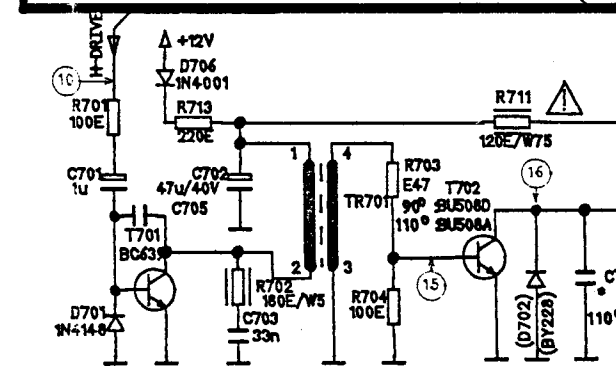 H-DRIVE
+12V
10
D706
1N4001
R701
100E
R713
220E
R711
120E/W75
C701
1u
C702
47u/40V
C705
1
4
R703
E47
TR701
90° :BU508D
110° :BU508A
T702
16
T701
BC63
2
3
15
R702
160E/W5
R704
100E
D701
1N4148
C703
33n
(D702)
(BY228)
110°